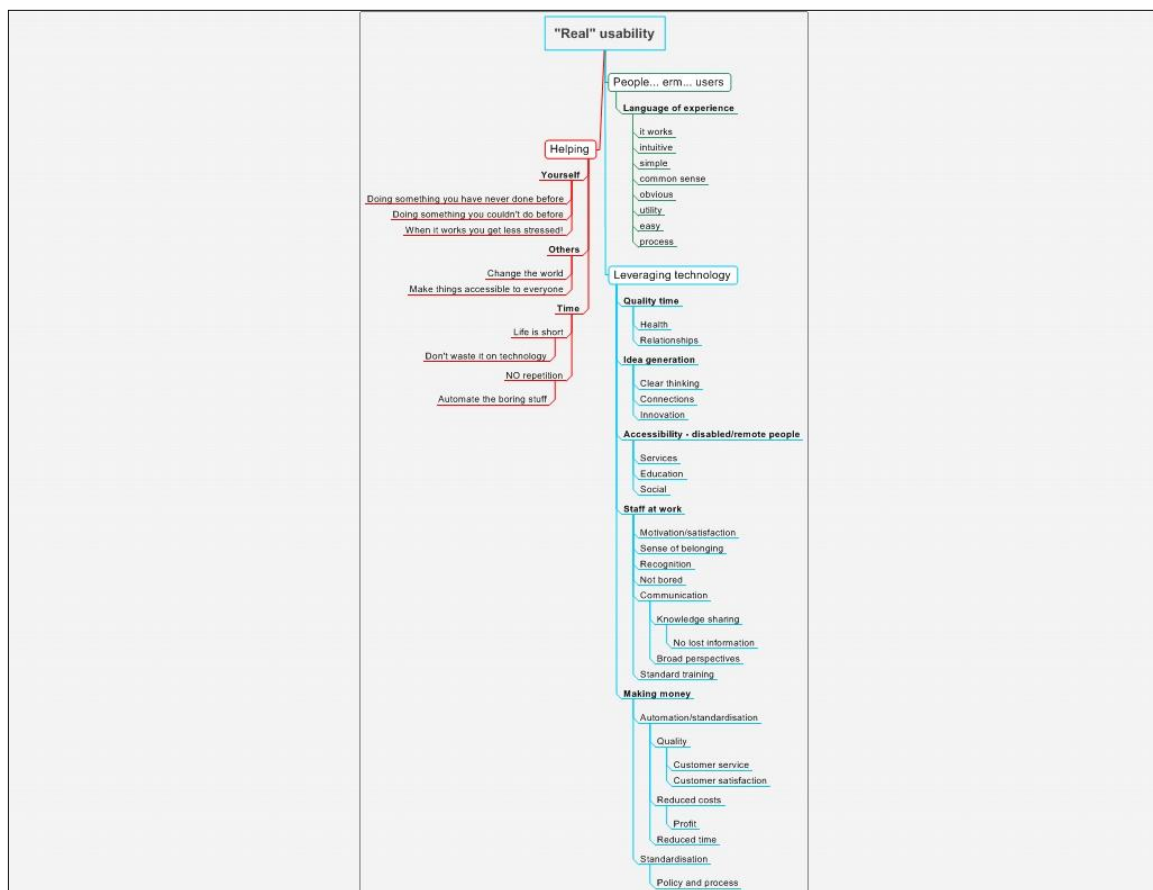 "Real" usability
People... erm... users
Language of experience
it works
intuitive
simple
common sense
obvious
utility
easy
process
Helping
Yourself
Doing something you have never done before
Doing something you couldn't do before
When it works you get less stressed!
Others
Change the world
Make things accessible to everyone
Time
Life is short
Don't waste it on technology
NO repetition
Automate the boring stuff
Leveraging technology
Quality time
Health
Relationships
Idea generation
Clear thinking
Connections
Innovation
Accessibility - disabled/remote people
Services
Education
Social
Staff at work
Motivation/satisfaction
Sense of belonging
Recognition
Not bored
Communication
Knowledge sharing
No lost information
Broad perspectives
Standard training
Making money
Automation/standardisation
Quality
Customer service
Customer satisfaction
Reduced costs
Profit
Reduced time
Standardisation
Policy and process